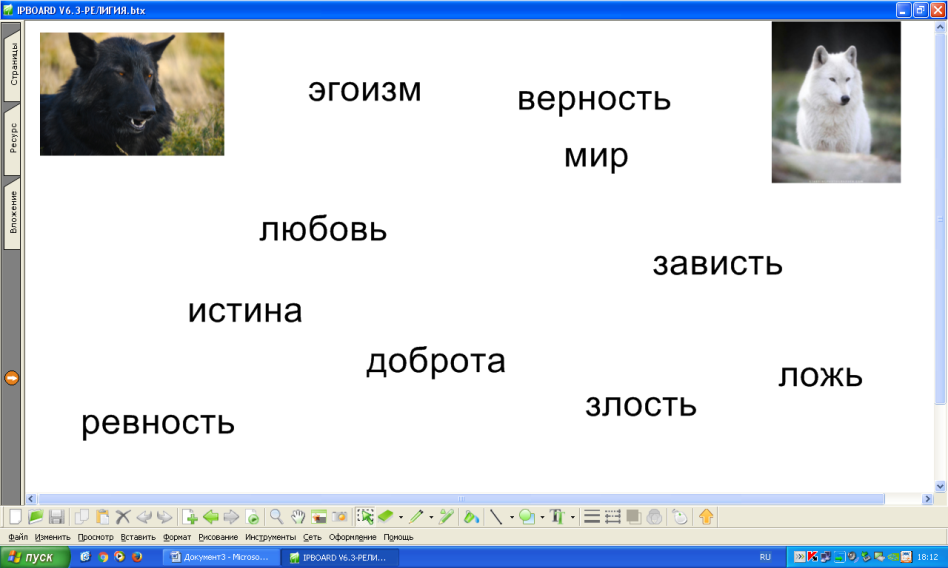 IPBOARD V6.3-РЕЛИГИЯ.btx
Страницы
Ресурс
Вложение
эгоизм
верность
мир
любовь
зависть
истина
доброта
ложь
злость
ревность
Файл Изменить Просмотр Вставить Формат Рисование Инструменты Сеть Оформление Помощь
пуск
Документ3 - Microso...
IPBOARD V6.3-РЕЛИ...
RU
18:12